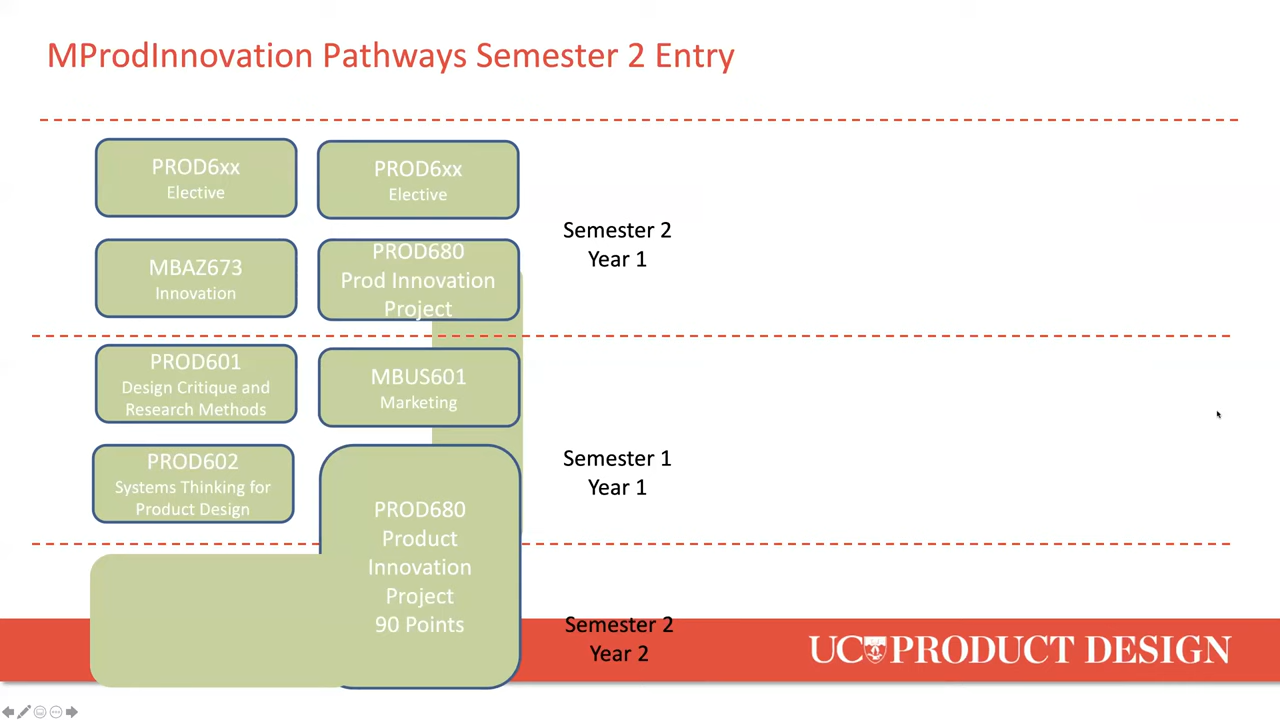 MProdInnovation Pathways Semester 2 Entry
PROD6xx
Elective
PROD6xx
Elective
MBAZ673
Innovation
PROD680
Prod Innovation
Project
Semester 2
Year 1
PROD601
Design Critique and
Research Methods
MBUS601
Marketing
PROD602
Systems Thinking for
Product Design
PROD680
Product
Innovation
Project
90 Points
Semester 1
Year 1
Semester 2
Year 2
UC PRODUCT DESIGN